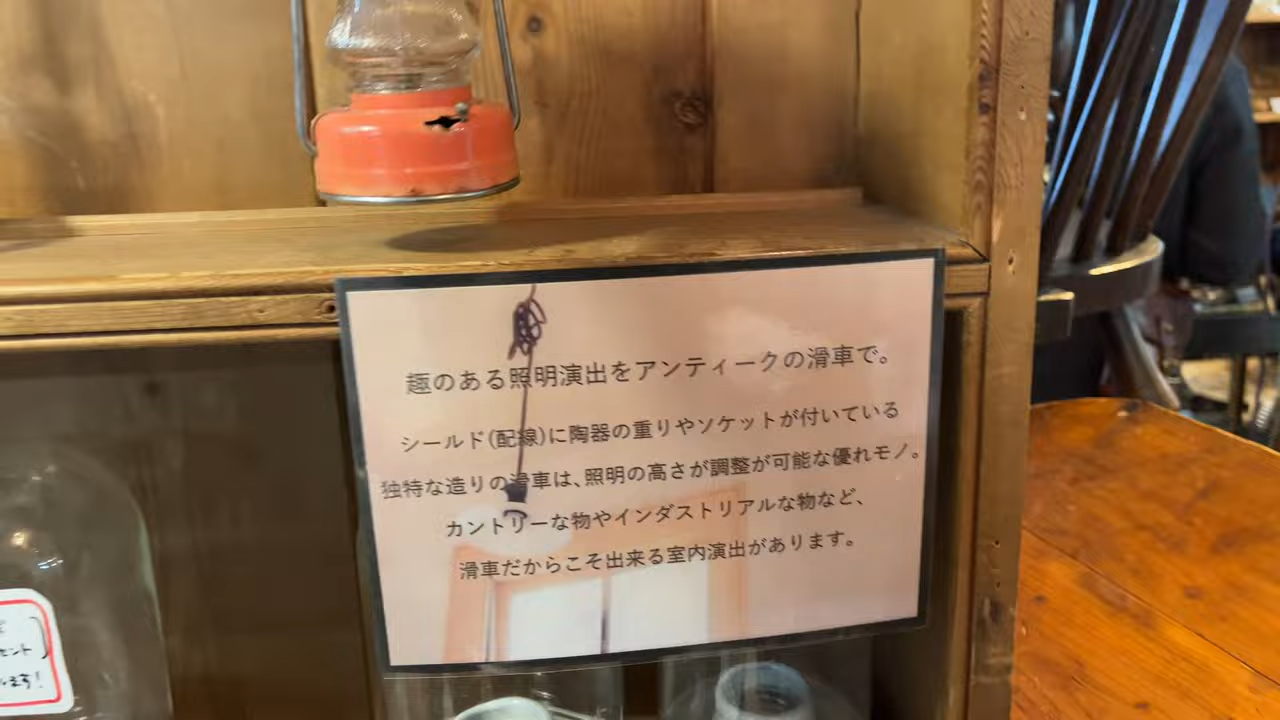 趣のある照明演出をアンティークの滑車で。
シールド(配線)に陶器の重りやソケットが付いている
独特な造りの滑車は、照明の高さが調整が可能な優れモノ。
カントリーな物やインダストリアルな物など、
滑車だからこそ出来る室内演出があります。
セント
ます!